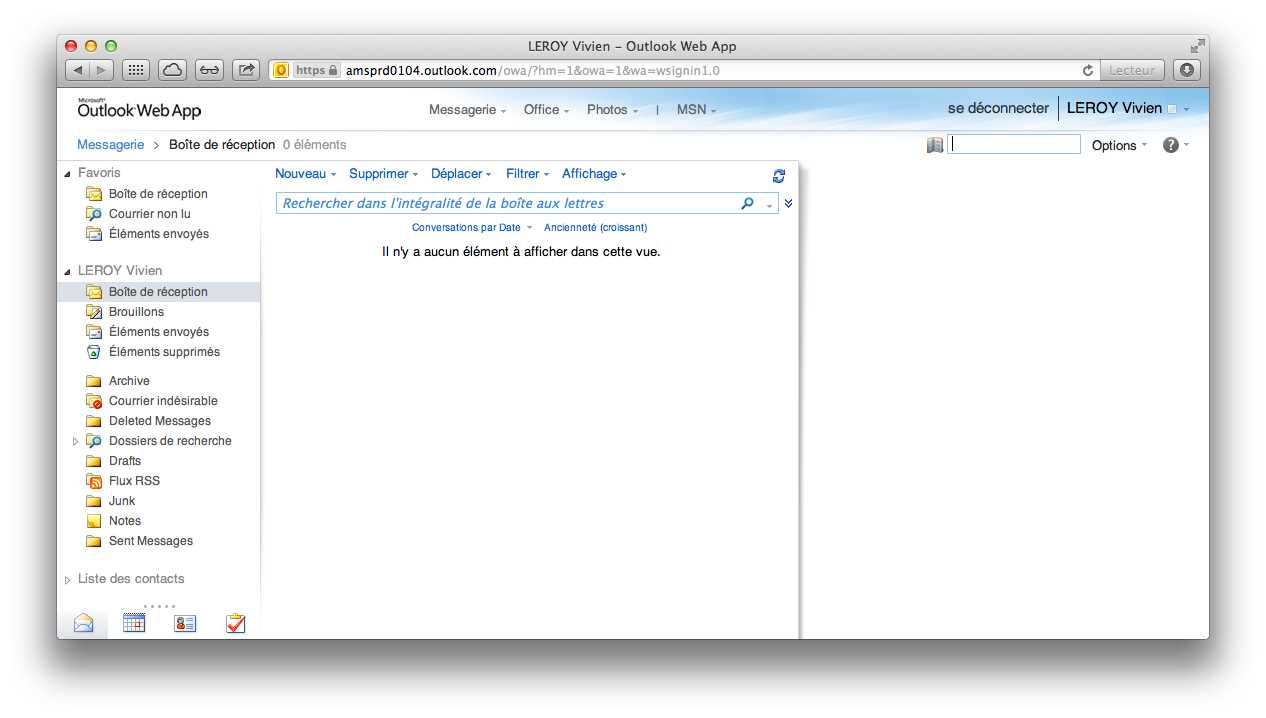 LEROY Vivien – Outlook Web App
https amsprd0104.outlook.com/owa/?hm=1&owa=1&wa=wsignin1.0 Lecteur
Microsoft®
Outlook Web App Messagerie Office Photos | MSN se déconnecter LEROY Vivien
Messagerie > Boîte de réception 0 éléments Options ?
Favoris
Boîte de réception
Courrier non lu
Éléments envoyés
LEROY Vivien
Boîte de réception
Brouillons
Éléments envoyés
Éléments supprimés
Archive
Courrier indésirable
Deleted Messages
Dossiers de recherche
Drafts
Flux RSS
Junk
Notes
Sent Messages
Liste des contacts
Nouveau Supprimer Déplacer Filtrer Affichage
Rechercher dans l'intégralité de la boîte aux lettres
Conversations par Date Ancienneté (croissant)
Il n'y a aucun élément à afficher dans cette vue.